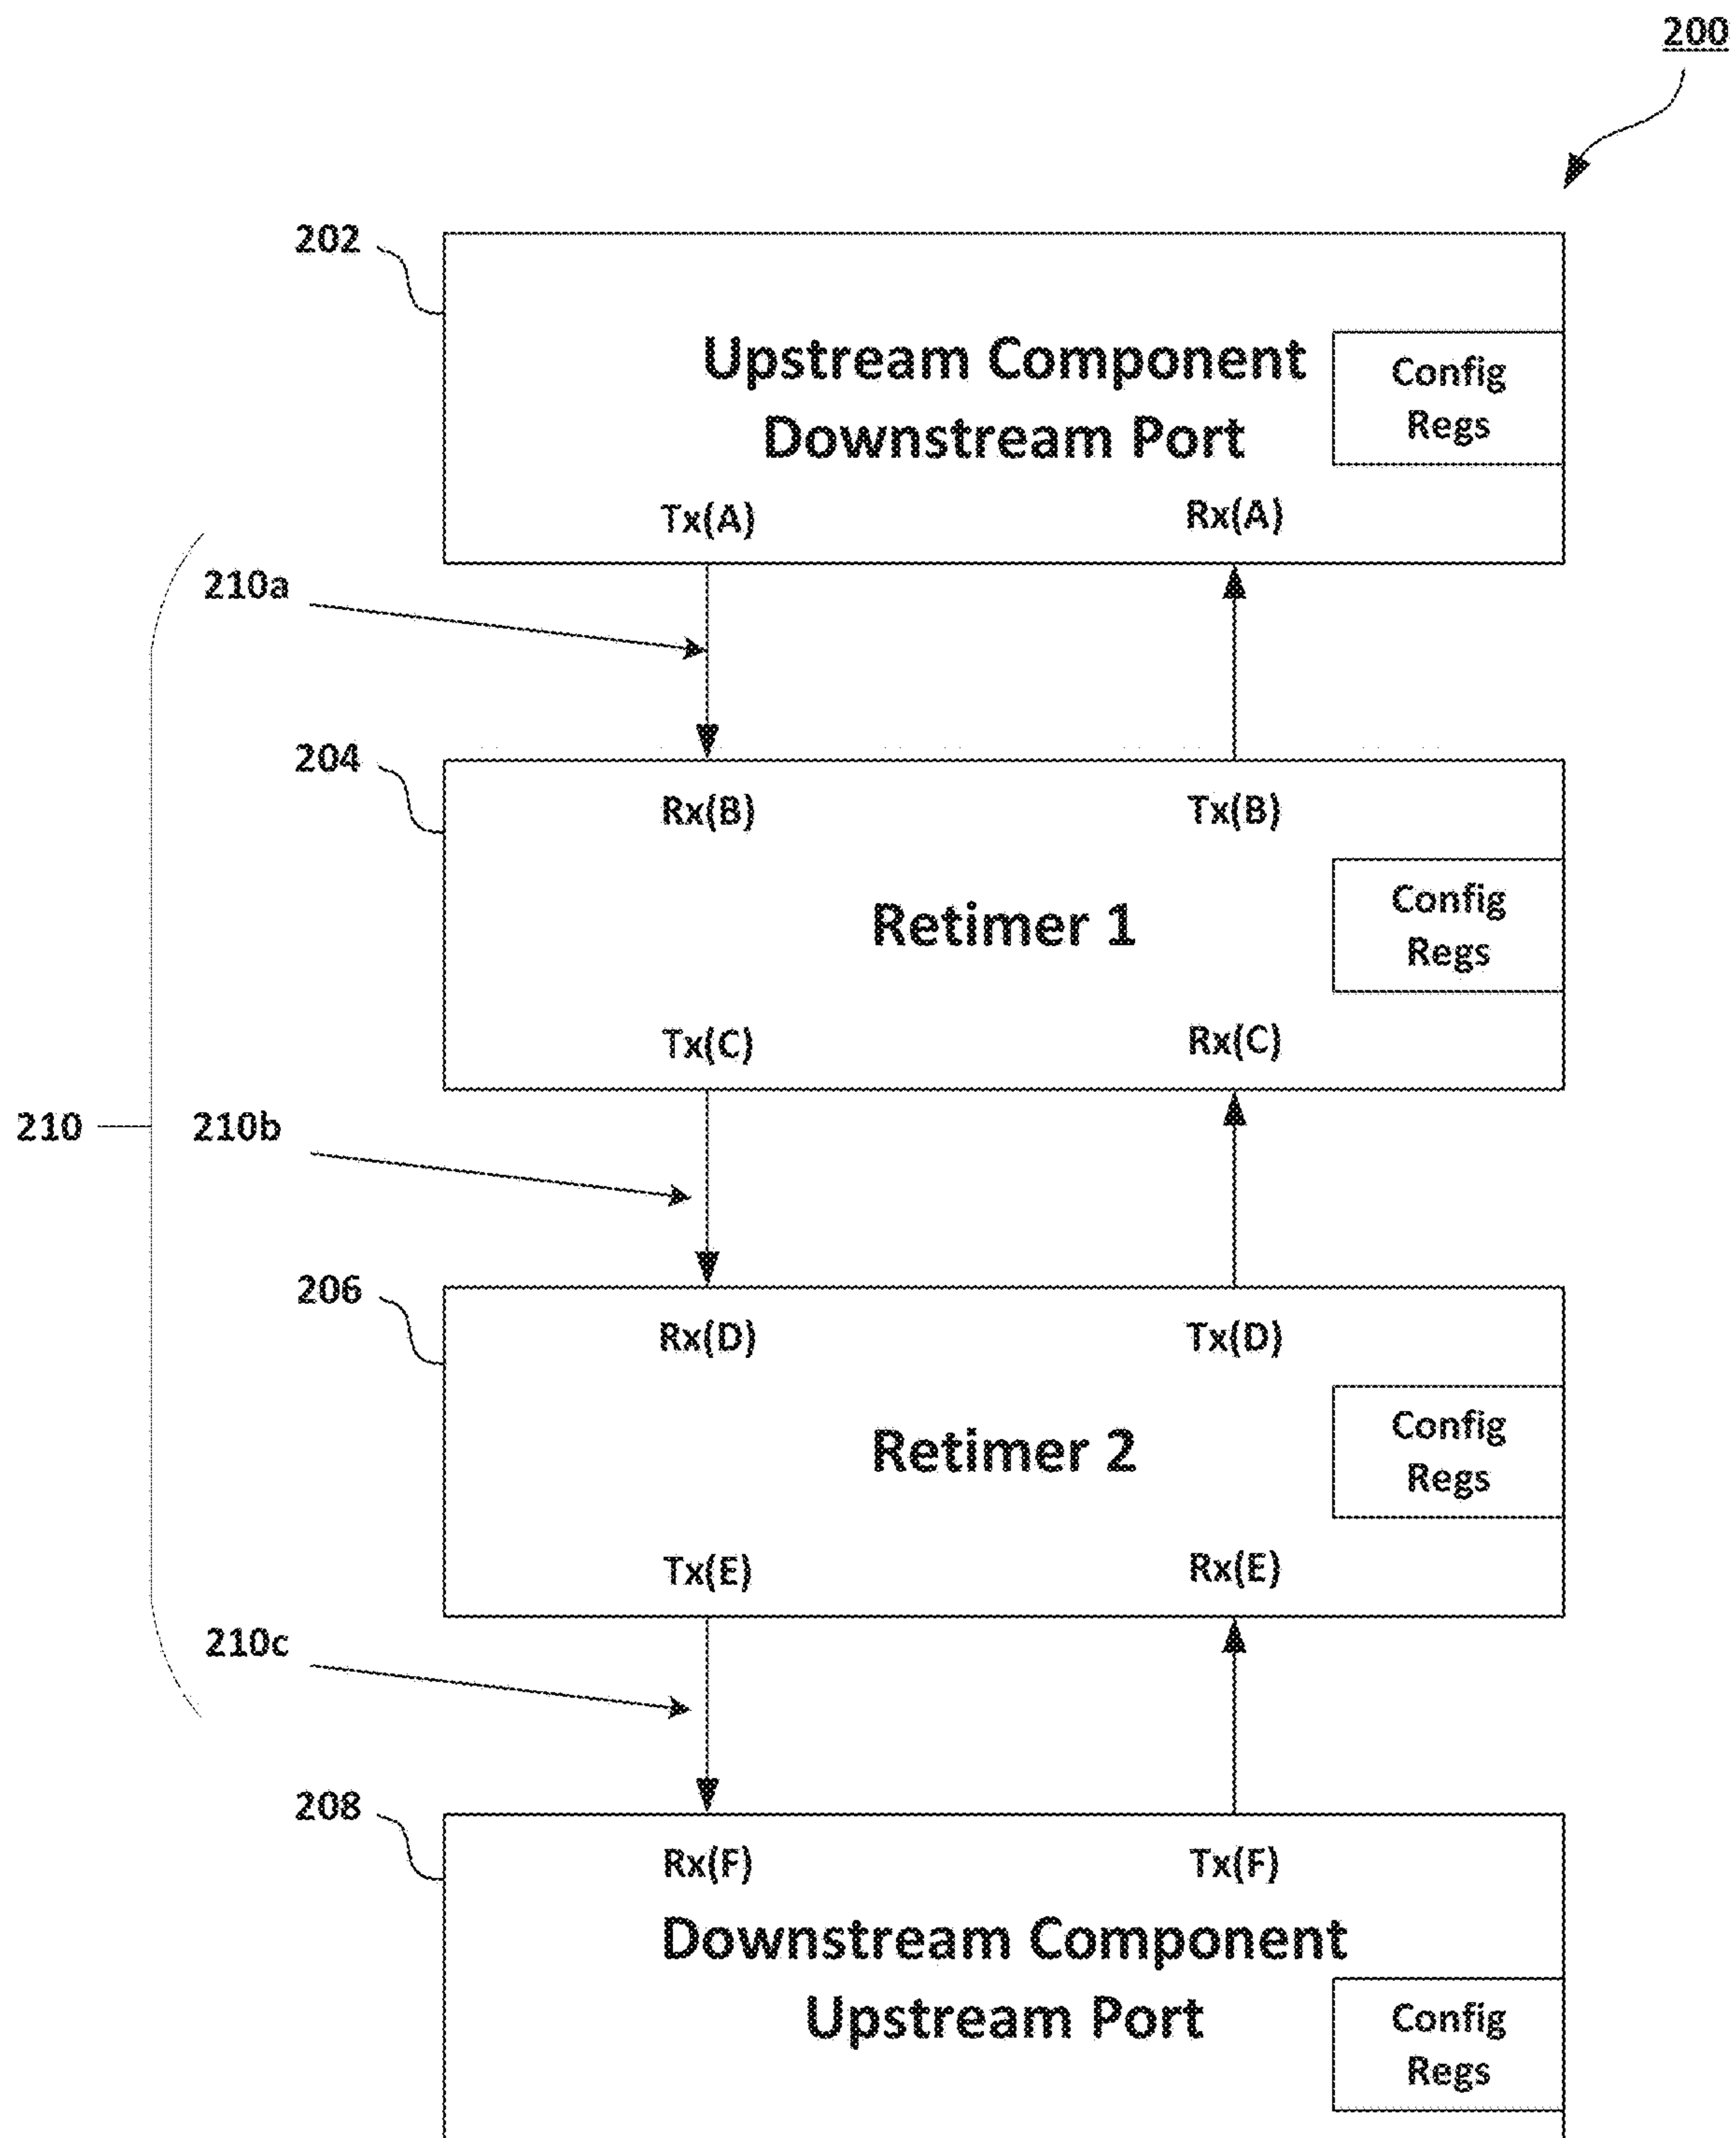 200
202
Upstream Component
Downstream Port
Config
Regs
Tx(A)
Rx(A)
210a
204
Rx(B)
Tx(B)
Retimer 1
Config
Regs
Tx(C)
Rx(C)
210
210b
206
Rx(D)
Tx(D)
Retimer 2
Config
Regs
Tx(E)
Rx(E)
210c
208
Rx(F)
Tx(F)
Downstream Component
Upstream Port
Config
Regs